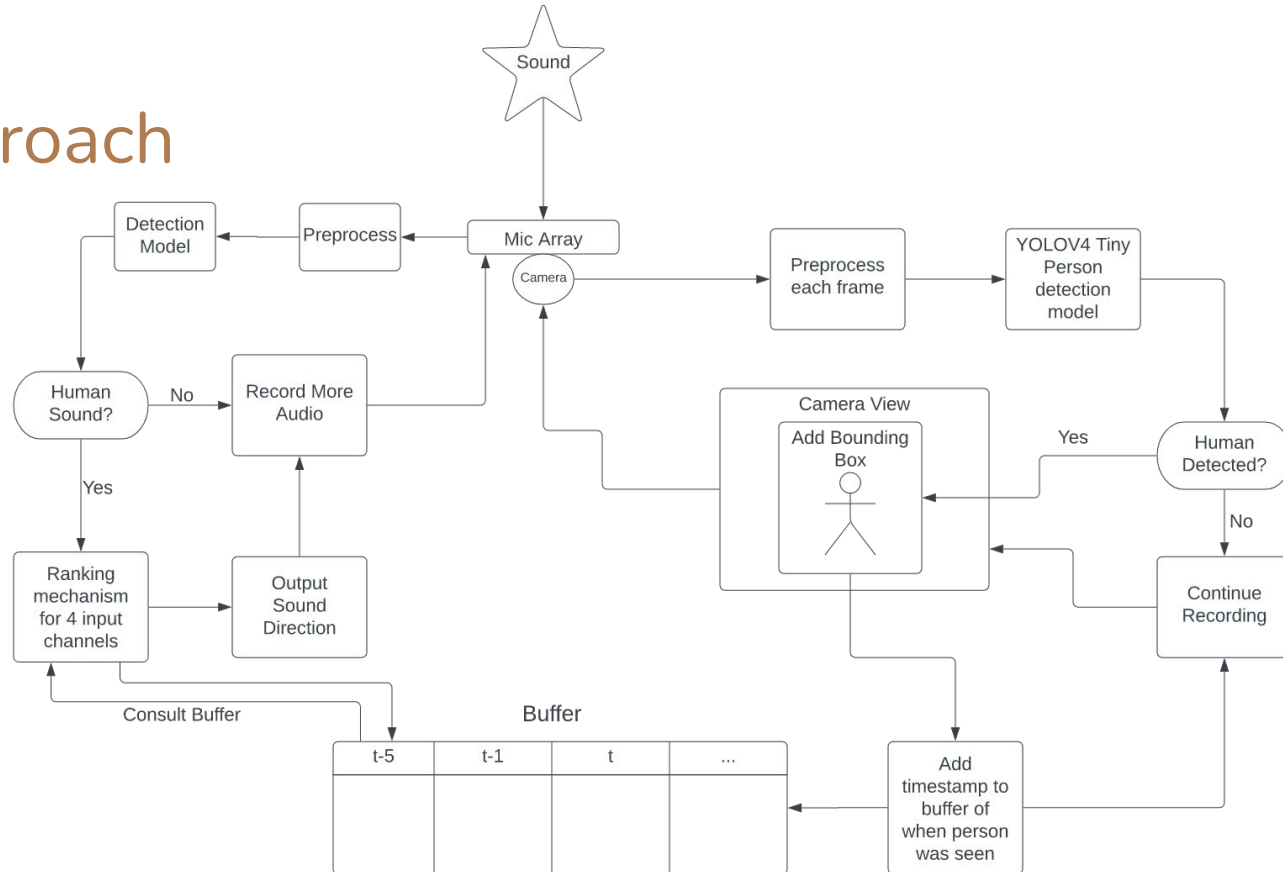 roach
Sound
Mic Array
Camera
Preprocess
Detection
Model
Human
Sound?
No
Record More
Audio
Yes
Ranking
mechanism
for 4 input
channels
Output
Sound
Direction
Consult Buffer
Preprocess
each frame
YOLOV4 Tiny
Person
detection
model
Human
Detected?
Yes
No
Camera View
Add Bounding
Box
Continue
Recording
Add
timestamp to
buffer of
when person
was seen
Buffer
t-5 t-1 t ...